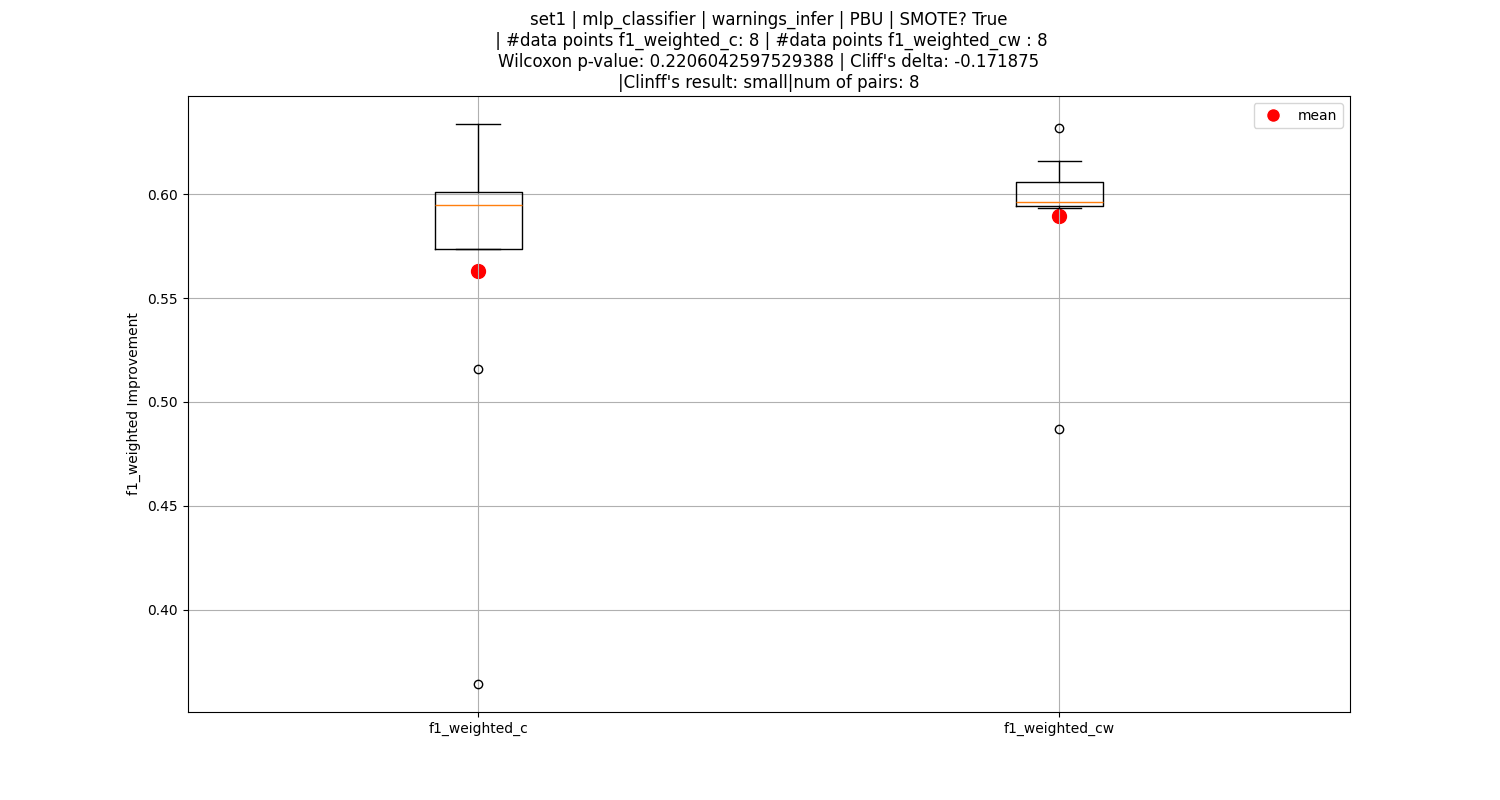 set1 | mlp_classifier | warnings_infer | PBU | SMOTE? True
| #data points f1_weighted_c: 8 | #data points f1_weighted_cw : 8
Wilcoxon p-value: 0.2206042597529388 | Cliff's delta: -0.171875
|Clinff's result: small|num of pairs: 8
mean
0.60
0.55
0.50
0.45
0.40
f1_weighted Improvement
f1_weighted_c
f1_weighted_cw